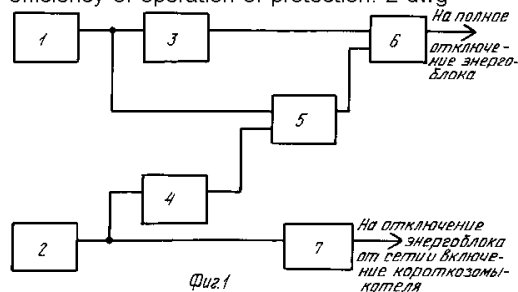 efficiency of operation of protection. 2 dwg
1
3
6
На полное
отключе-
ние энерго-
блока
5
4
2
7
На отключение
энергоблока
от сети и включе-
ние короткозамы-
кателя
Фиг.1